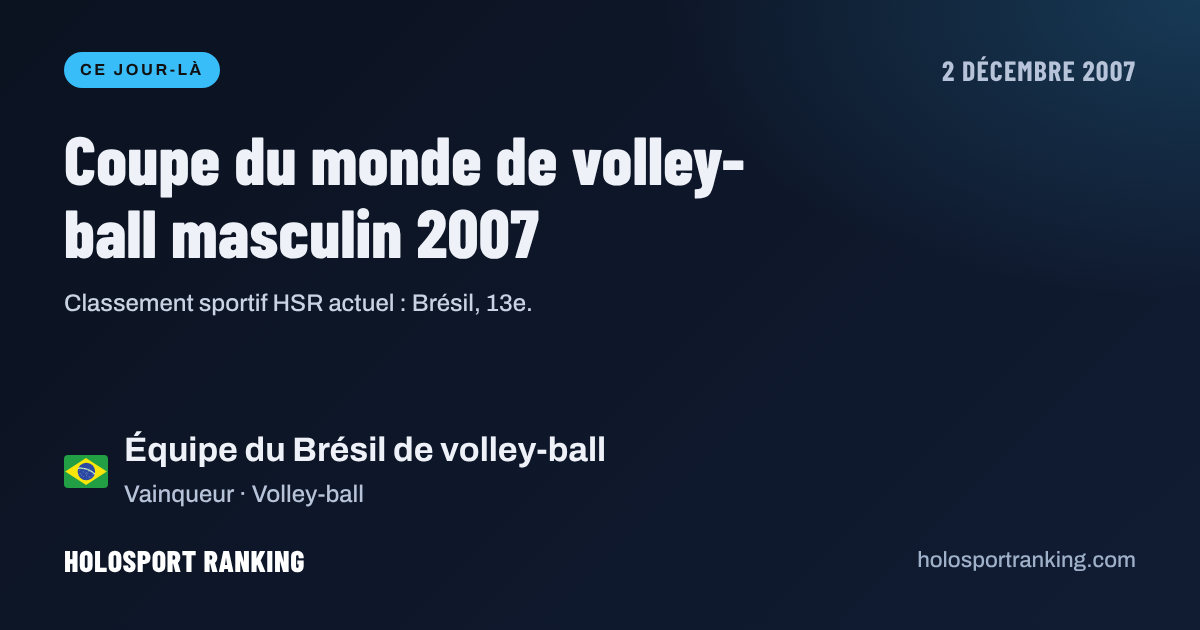 CE JOUR-LÀ
2 DÉCEMBRE 2007
Coupe du monde de volley-
ball masculin 2007
Classement sportif HSR actuel : Brésil, 13e.
Équipe du Brésil de volley-ball
Vainqueur · Volley-ball
HOLOSPORT RANKING
holosportranking.com